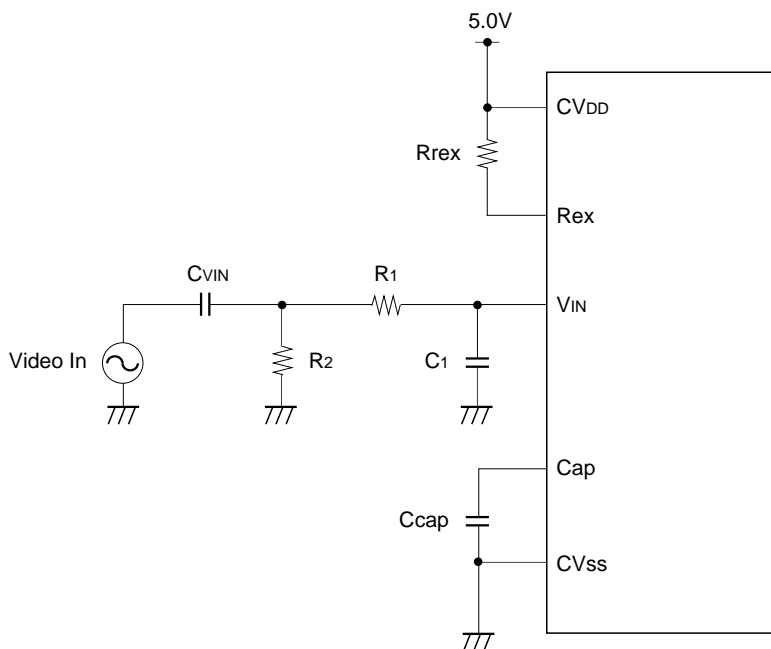 5.0V
CVDD
Rrex
Rex
CVIN
R1
VIN
Video In
R2
C1
Cap
Ccap
CVss